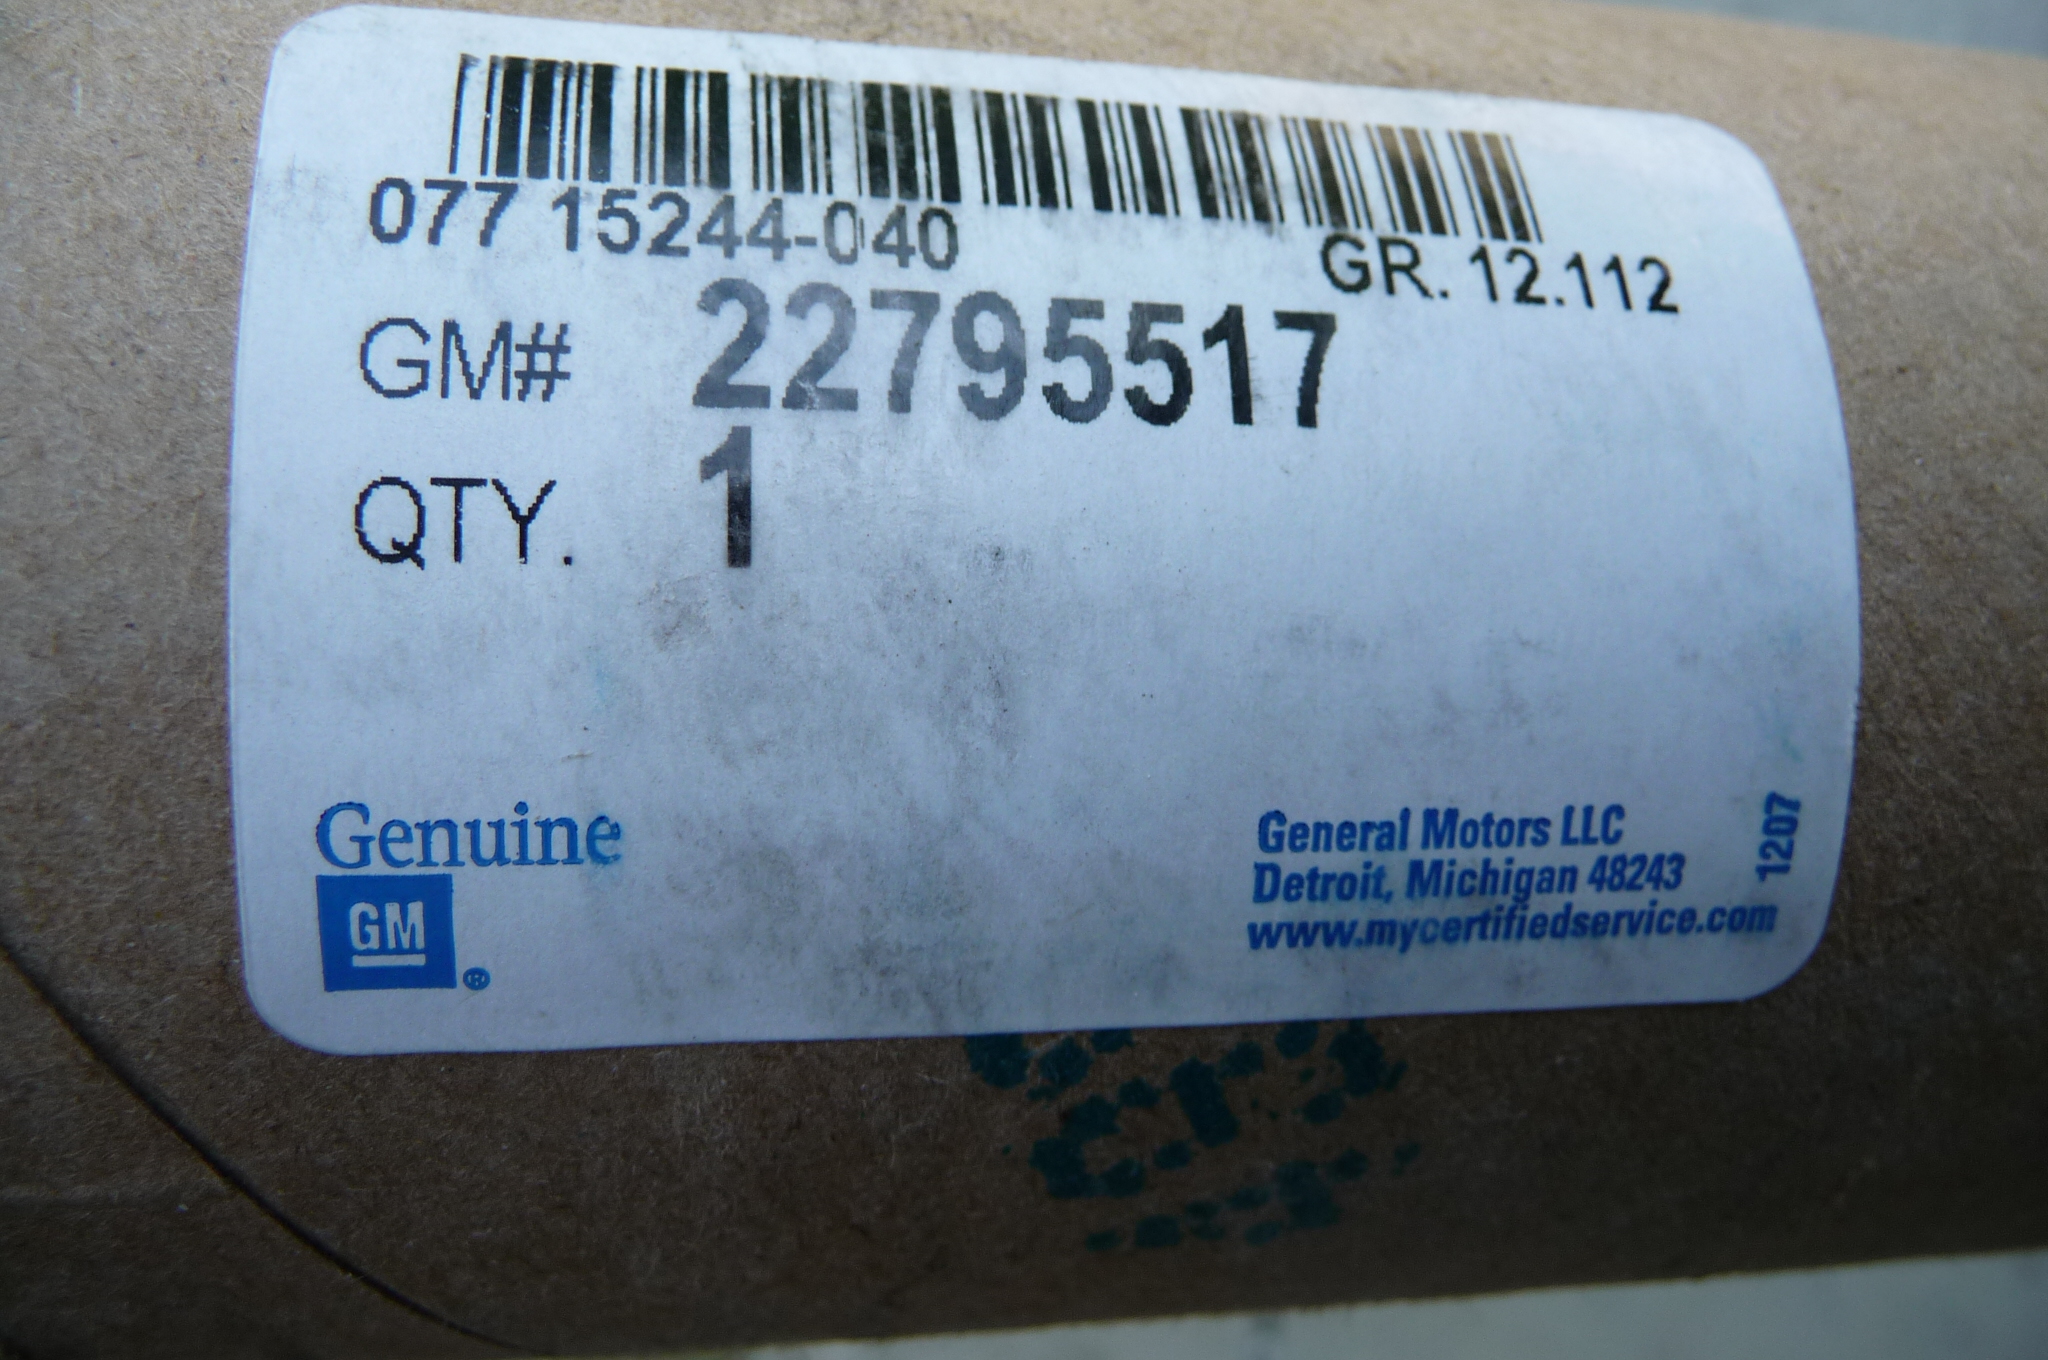 077 15244-040
GR. 12.112
GM# 22795517
QTY. 1
Genuine
GM®
General Motors LLC
Detroit, Michigan 48243
www.mycertifiedservice.com
1207